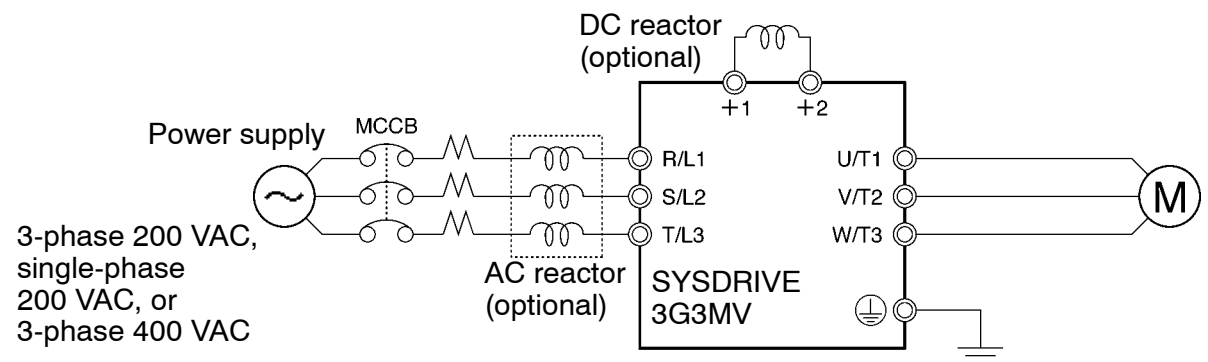 DC reactor
(optional)
+1
+2
Power supply
MCCB
R/L1
U/T1
S/L2
V/T2
T/L3
W/T3
M
3-phase 200 VAC,
single-phase
200 VAC, or
3-phase 400 VAC
AC reactor
(optional)
SYSDRIVE
3G3MV